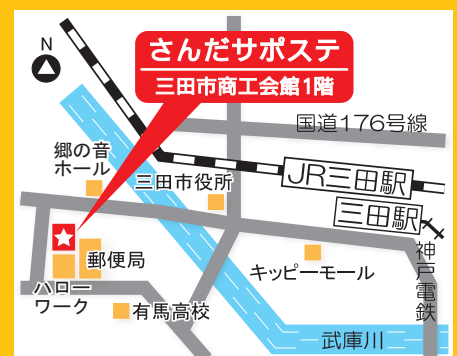 N
さんだサポステ
三田市商工会館1階
国道176号線
郷の音
ホール
三田市役所
JR三田駅
三田駅
神戸電鉄
郵便局
キッピーモール
ハロー
ワーク
有馬高校
武庫川